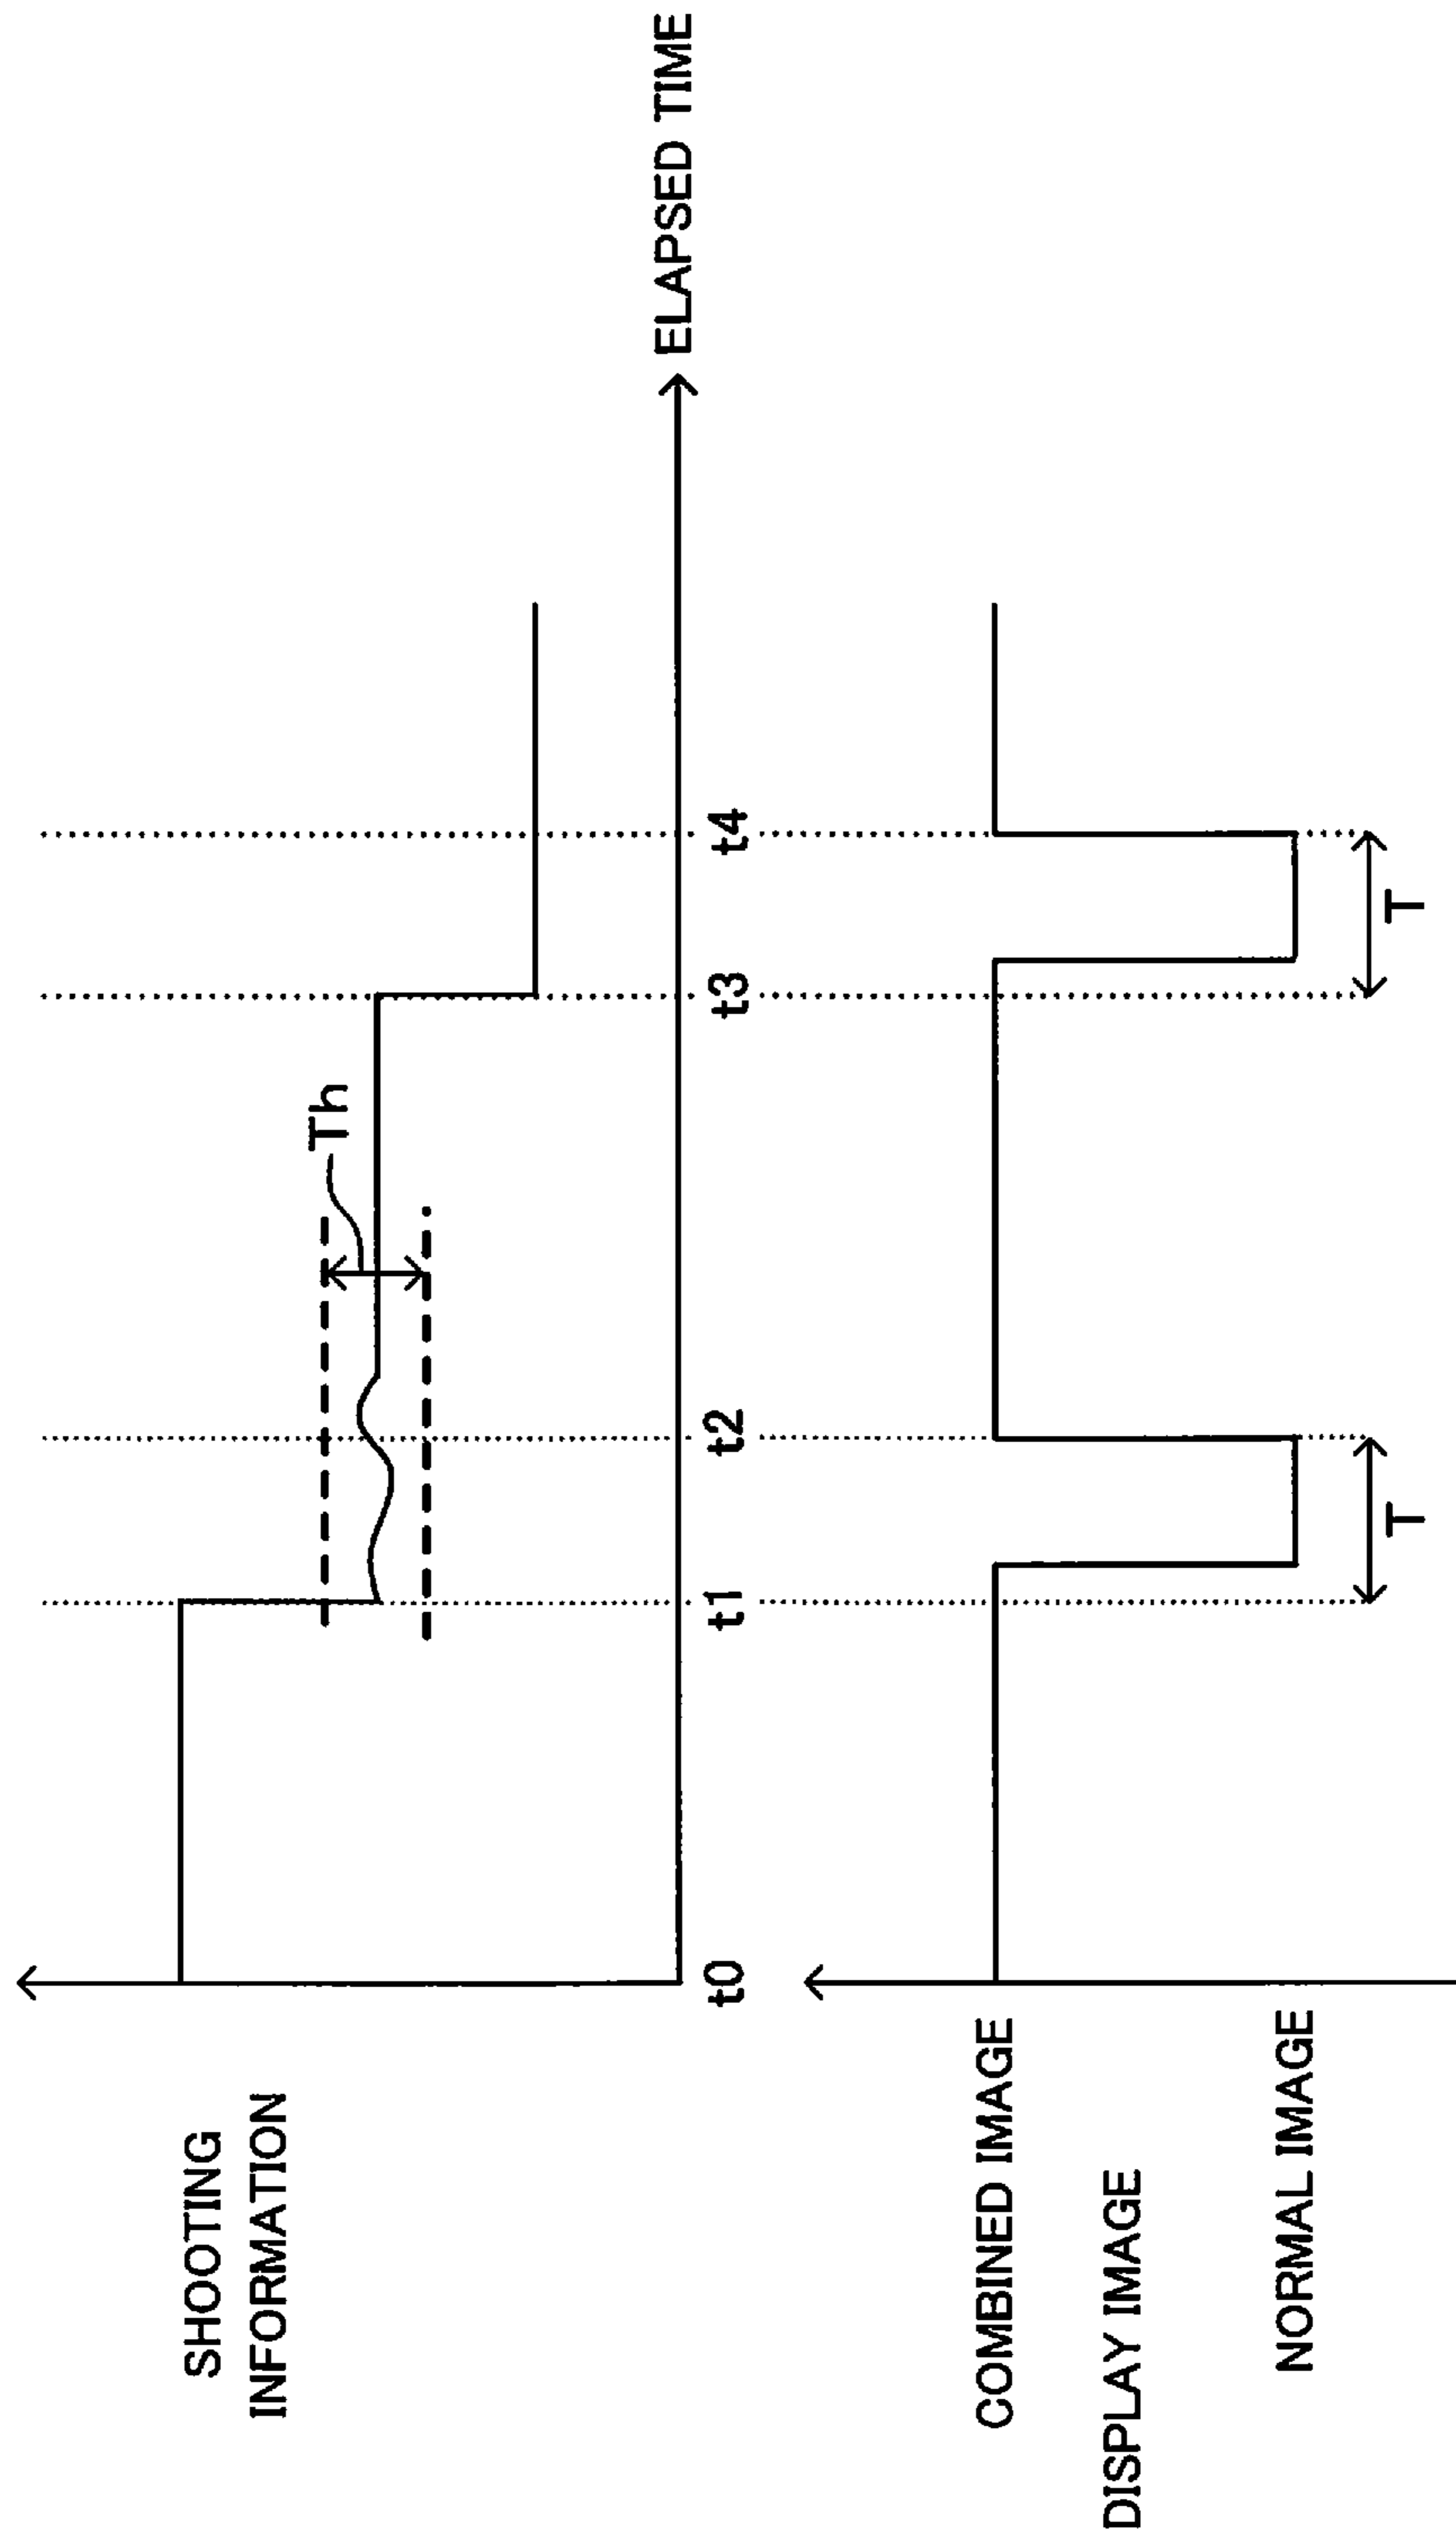 SHOOTING
INFORMATION
Th
ELAPSED TIME
t0
t1
t2
t3
t4
COMBINED IMAGE
DISPLAY IMAGE
NORMAL IMAGE
T
T